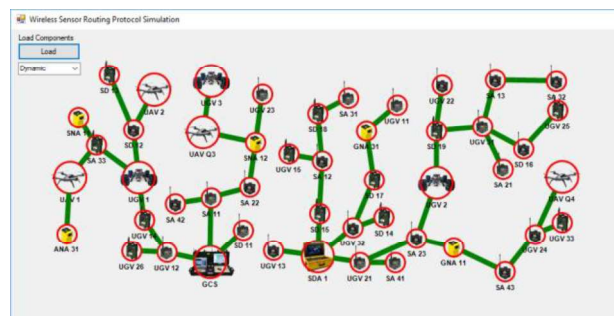 Wireless Sensor Routing Protocol Simulation
Load Components
Load
Dynamic
UAV 2
UGV 3
UGV 23
SA 31
UGV 11
UGV 22
SA 13
SA 32
UGV 25
SD 12
UAV Q3
SNA 12
SD 18
GNA 31
SD 19
SD 16
SA 33
UGV 15
SA 12
SA 21
UAV 1
UGV 1
SA 22
SD 17
UGV 2
UAV Q4
SA 42
SA 11
SD 15
SD 14
UGV 32
UGV 33
ANA 31
SD 11
SA 23
UGV 24
UGV 26
UGV 12
GCS
UGV 13
SDA 1
UGV 21
SA 41
GNA 11
SA 43